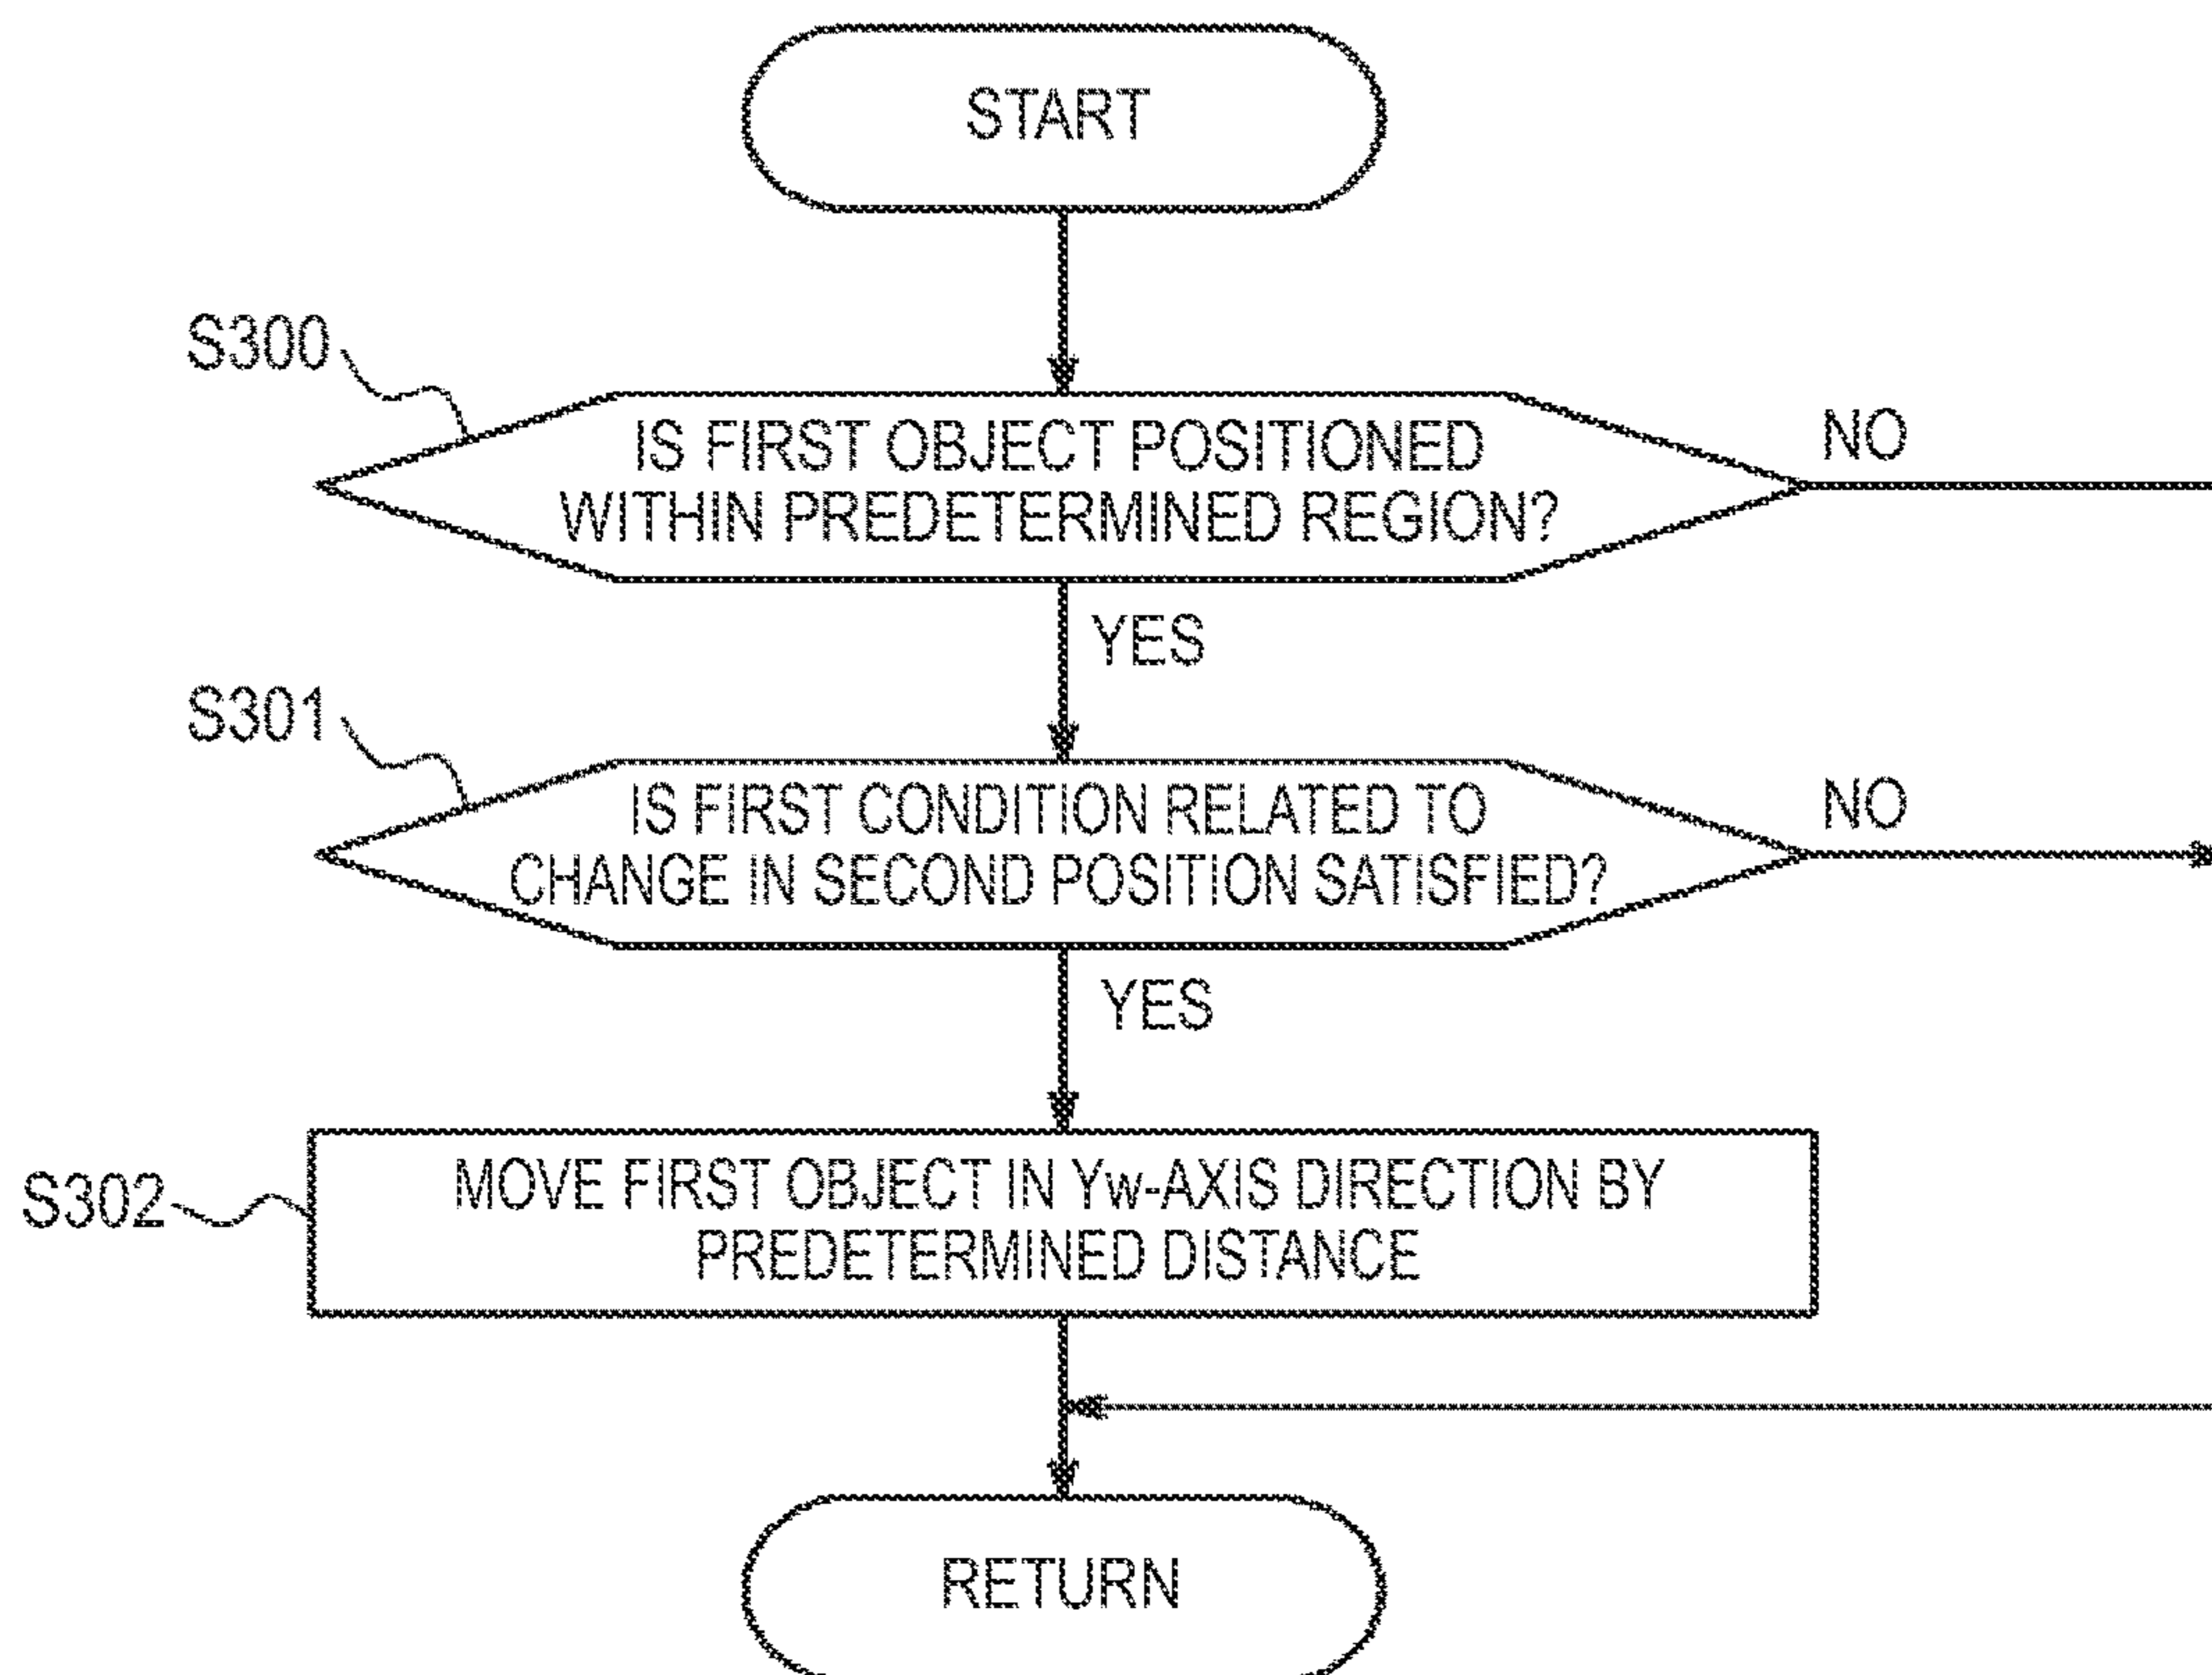 START
S300
IS FIRST OBJECT POSITIONED
WITHIN PREDETERMINED REGION?
NO
YES
S301
IS FIRST CONDITION RELATED TO
CHANGE IN SECOND POSITION SATISFIED?
NO
YES
S302
MOVE FIRST OBJECT IN Yw-AXIS DIRECTION BY
PREDETERMINED DISTANCE
RETURN